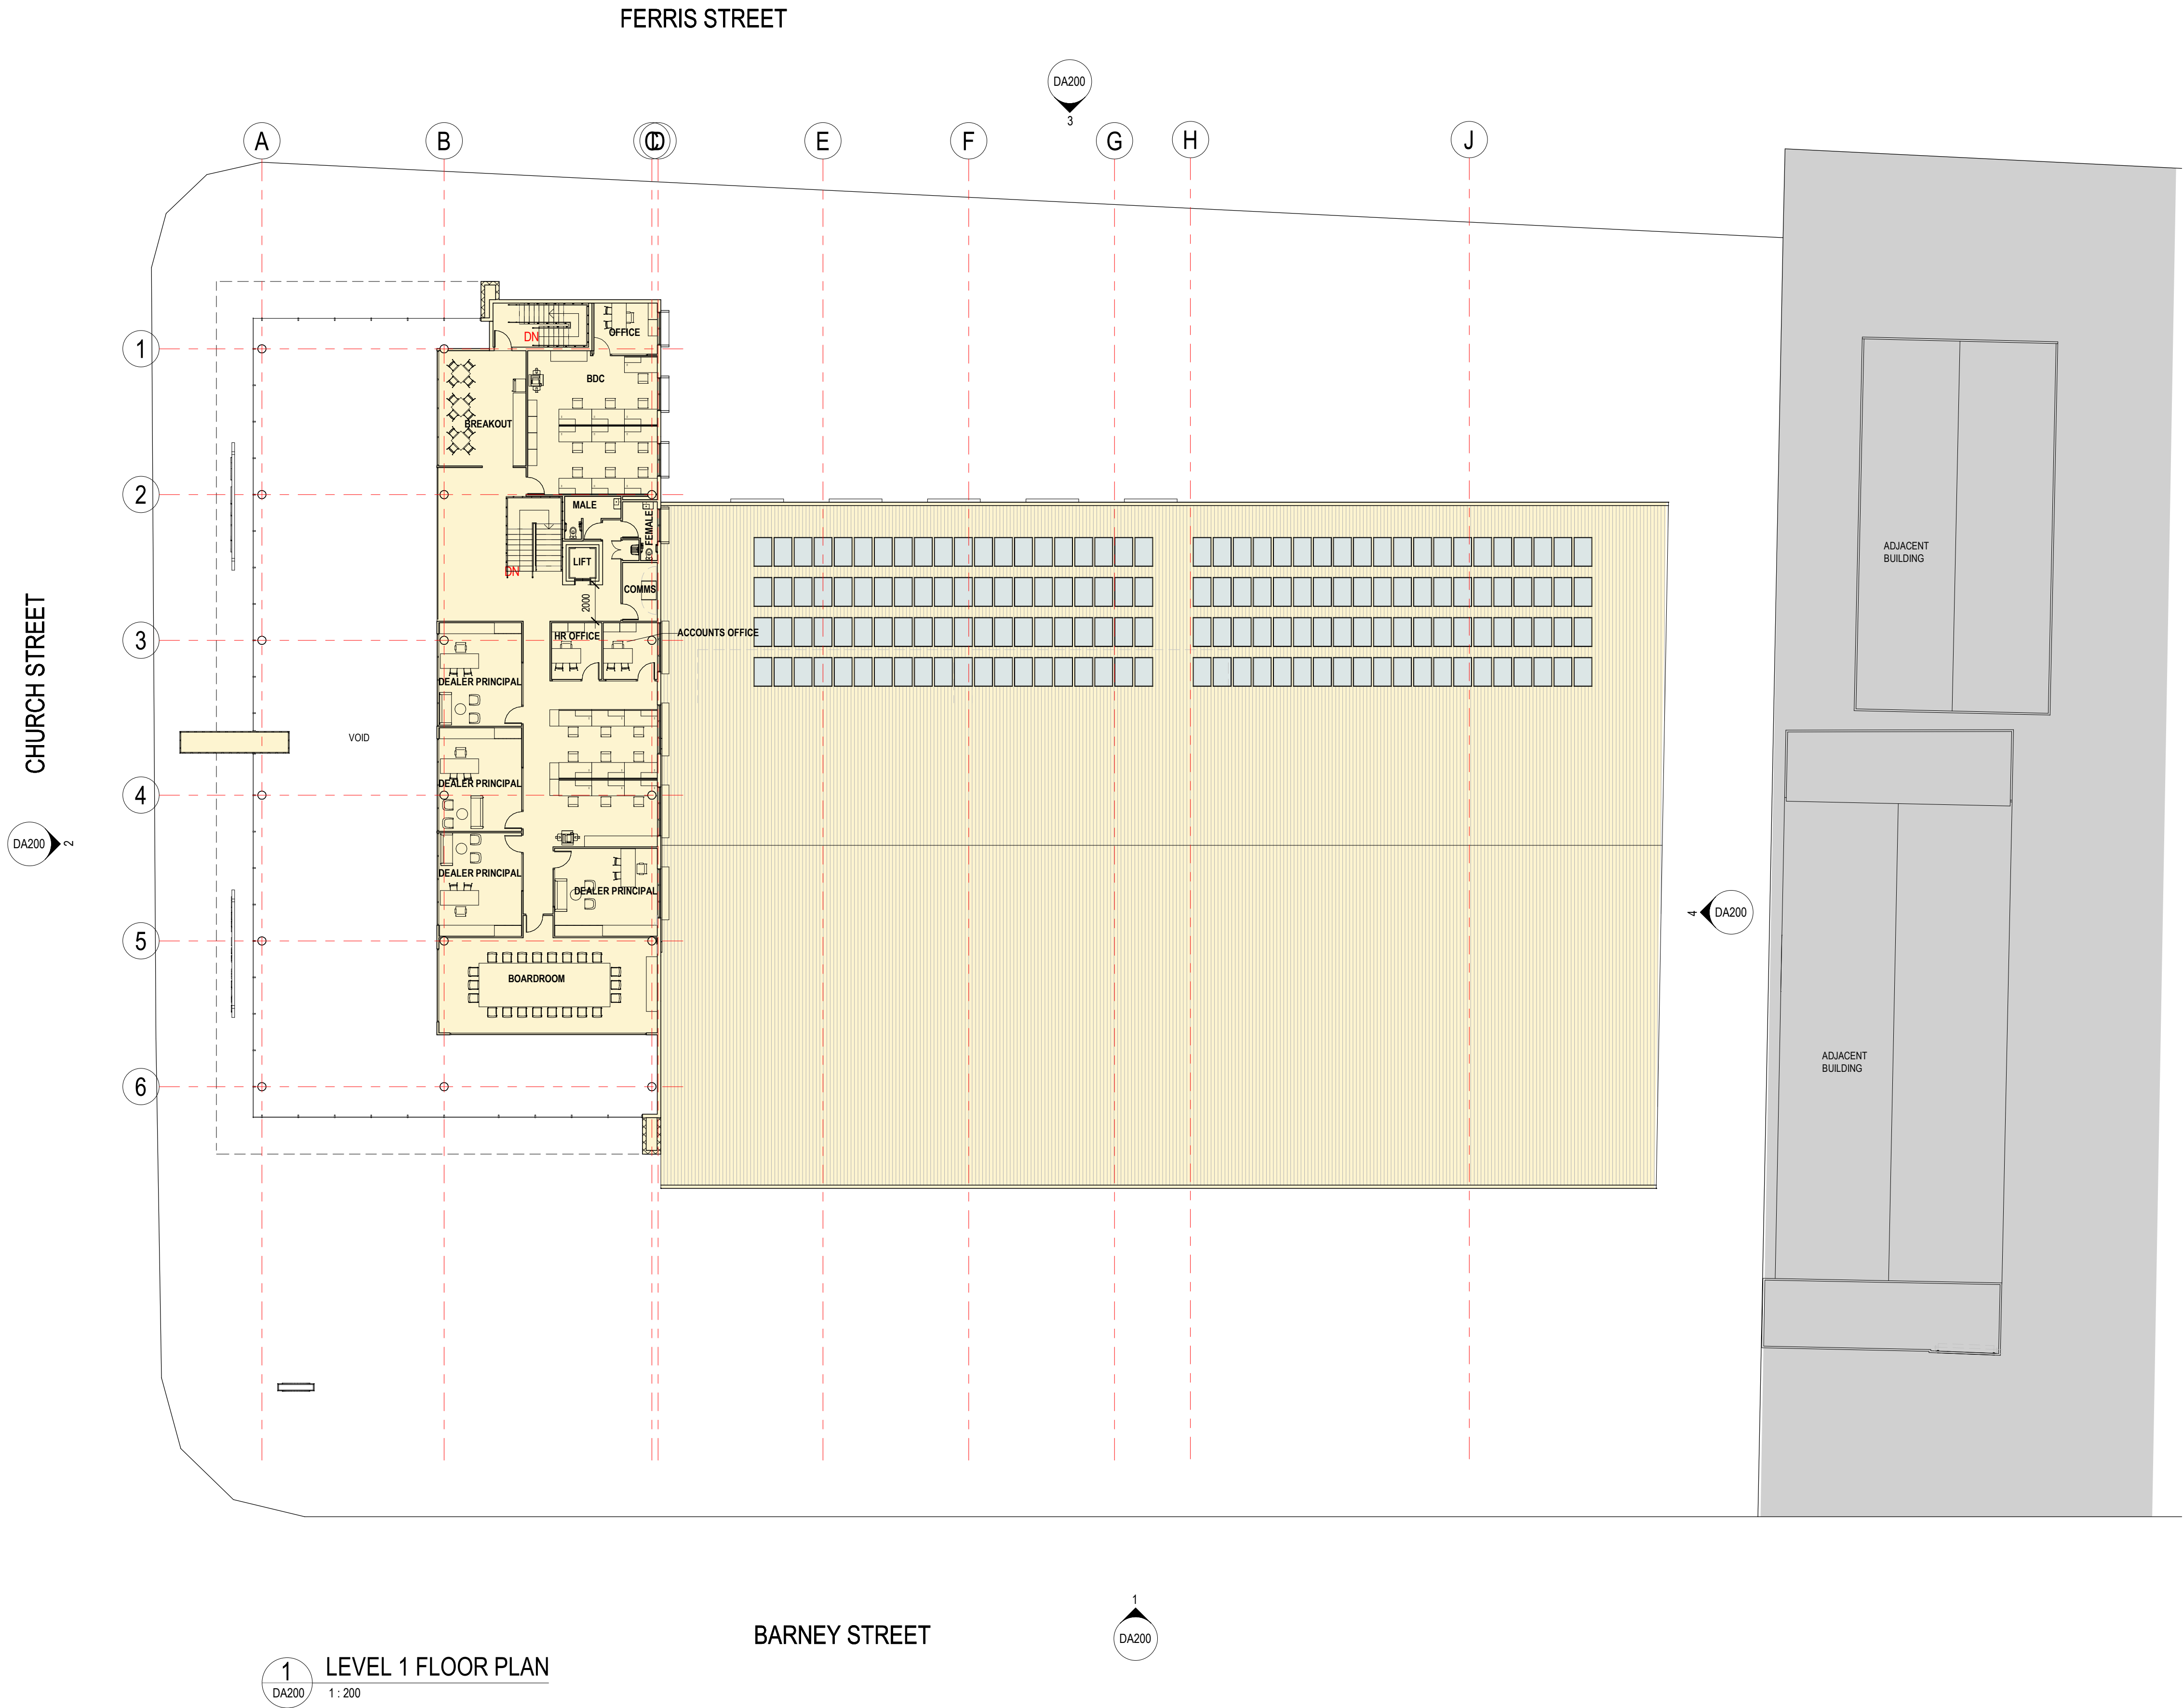 FERRIS STREET
DA200
3
A
B
C
D
E
F
G
H
J
1
2
3
4
5
6
DN
OFFICE
BDC
BREAKOUT
MALE
FEMALE
LIFT
DN
COMMS
2000
HR OFFICE
ACCOUNTS OFFICE
DEALER PRINCIPAL
VOID
DEALER PRINCIPAL
DEALER PRINCIPAL
DEALER PRINCIPAL
BOARDROOM
CHURCH STREET
DA200
2
4
DA200
ADJACENT
BUILDING
ADJACENT
BUILDING
BARNEY STREET
1
DA200
1
DA200
LEVEL 1 FLOOR PLAN
1 : 200